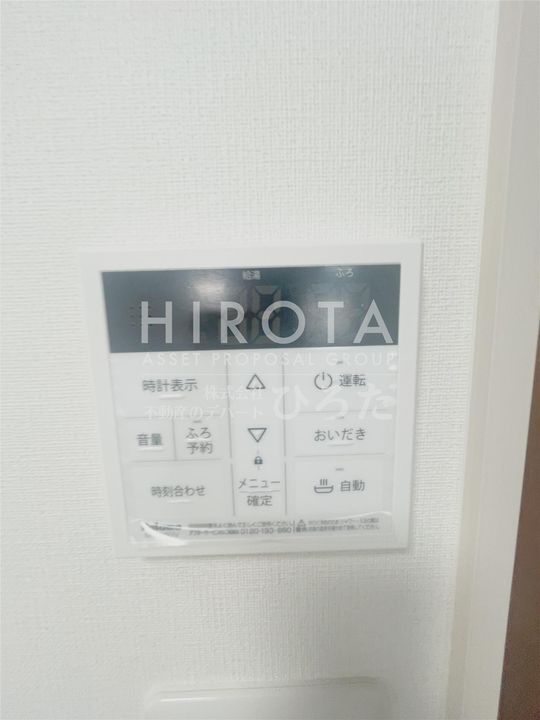 給湯 ふろ
HIROTA
ASSET PROPOSAL GROUP
時計表示 運転
株式会社
不動産のデパート ひろた
音量 ふろ予約 おいだき
時刻合わせ メニュー確定 自動
0120-193-860